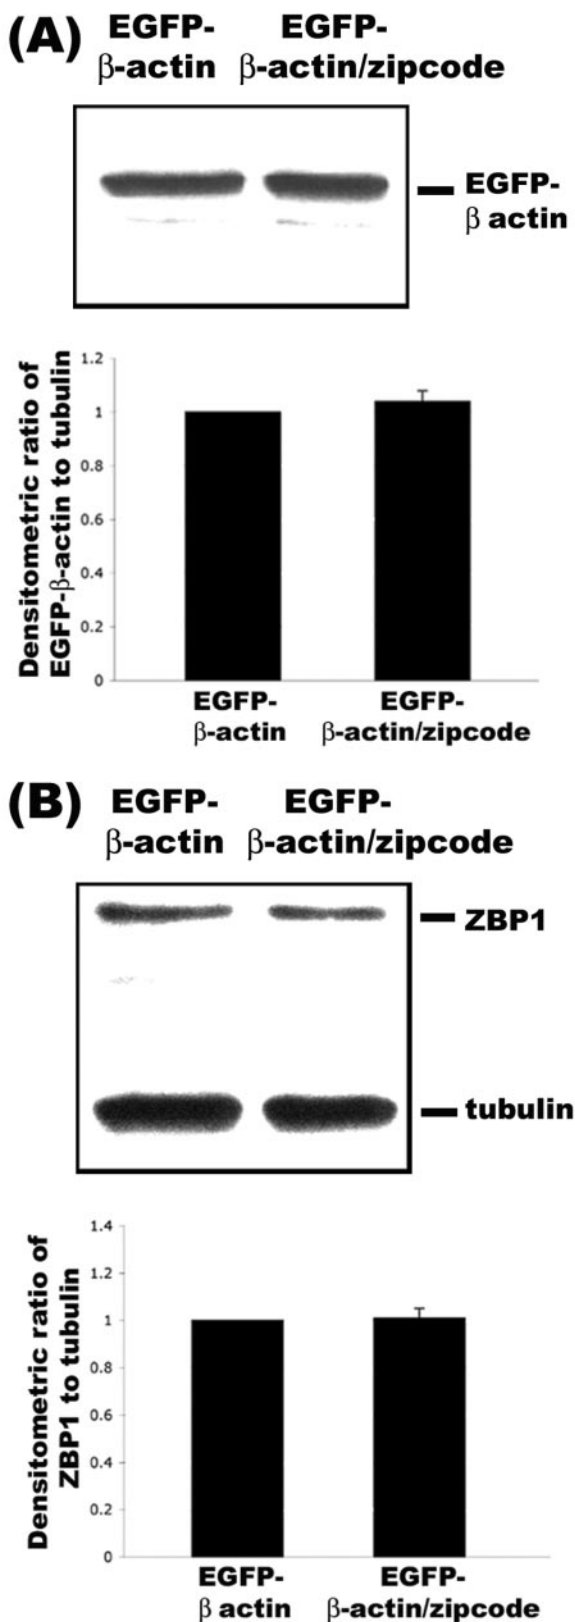 (A) EGFP- EGFP-
β-actin β-actin/zipcode
EGFP-
β actin
Densitometric ratio of
EGFP-β-actin to tubulin
1.2
1
0.8
0.6
0.4
0.2
0
EGFP- EGFP-
β-actin β-actin/zipcode
(B) EGFP- EGFP-
β-actin β-actin/zipcode
ZBP1
tubulin
Densitometric ratio of
ZBP1 to tubulin
1.4
1.2
1
0.8
0.6
0.4
0.2
0
EGFP- EGFP-
β actin β-actin/zipcode